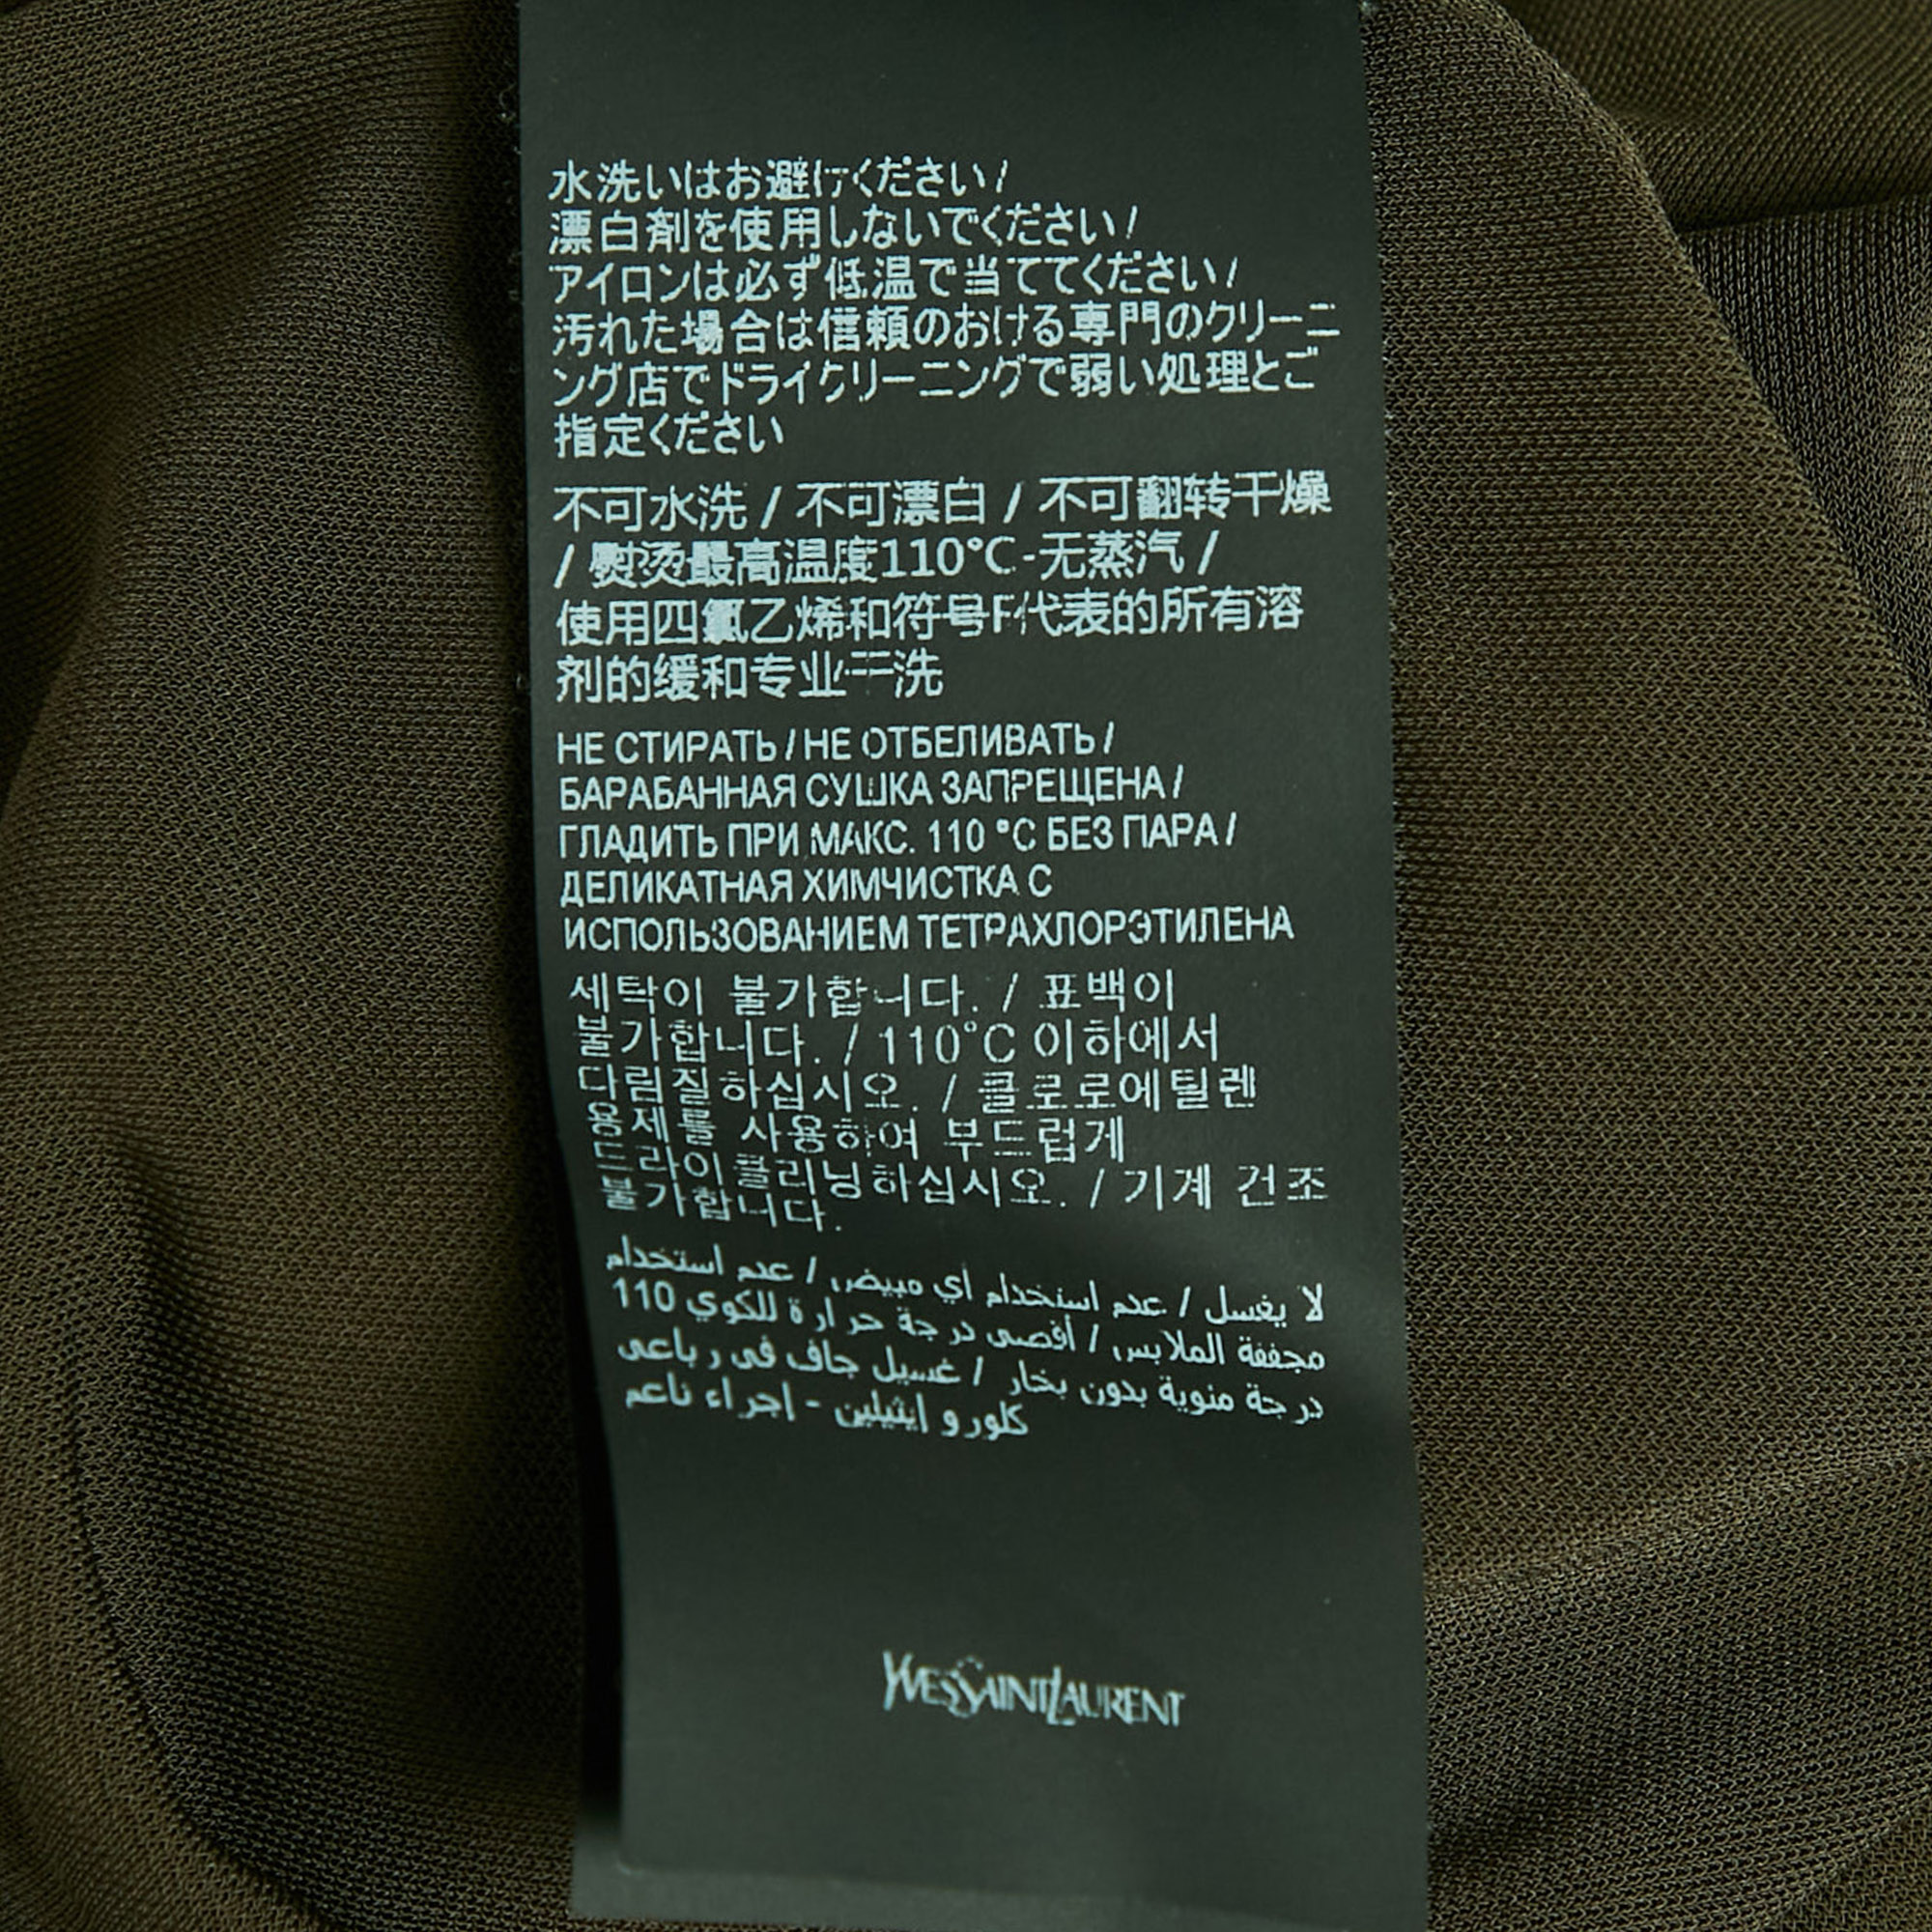 水洗いはお避けください/
漂白剤を使用しないでください/
アイロンは必ず低温で当ててください/
汚れた場合は信頼のおける専門のクリーニ
ング店でドライクリーニングで弱い処理とご
指定ください
不可水洗 / 不可漂白 / 不可翻转干燥
/ 熨烫最高温度110°C-无蒸汽 /
使用四氯乙烯和符号F代表的所有溶
剂的缓和专业干洗
НЕ СТИРАТЬ / НЕ ОТБЕЛИВАТЬ /
БАРАБАННАЯ СУШКА ЗАПРЕЩЕНА /
ГЛАДИТЬ ПРИ МАКС. 110 °C БЕЗ ПАРА /
ДЕЛИКАТНАЯ ХИМЧИСТКА С
ИСПОЛЬЗОВАНИЕМ ТЕТРАХЛОРЭТИЛЕНА
세탁이 불가합니다. / 표백이
불가합니다. / 110°C 이하에서
다림질하십시오. / 클로로에틸렌
용제를 사용하여 부드럽게
드라이클리닝하십시오. / 기계 건조
불가합니다.
لا يغسل / عدم استخدام أي مبيض / عدم استخدام
مجففة الملابس / أقصى درجة حرارة للكوي 110
درجة منوية بدون بخار / غسيل جاف فى رباعى
كلورو إيثيلين - إجراء ناعم
YVESSAINTLAURENT